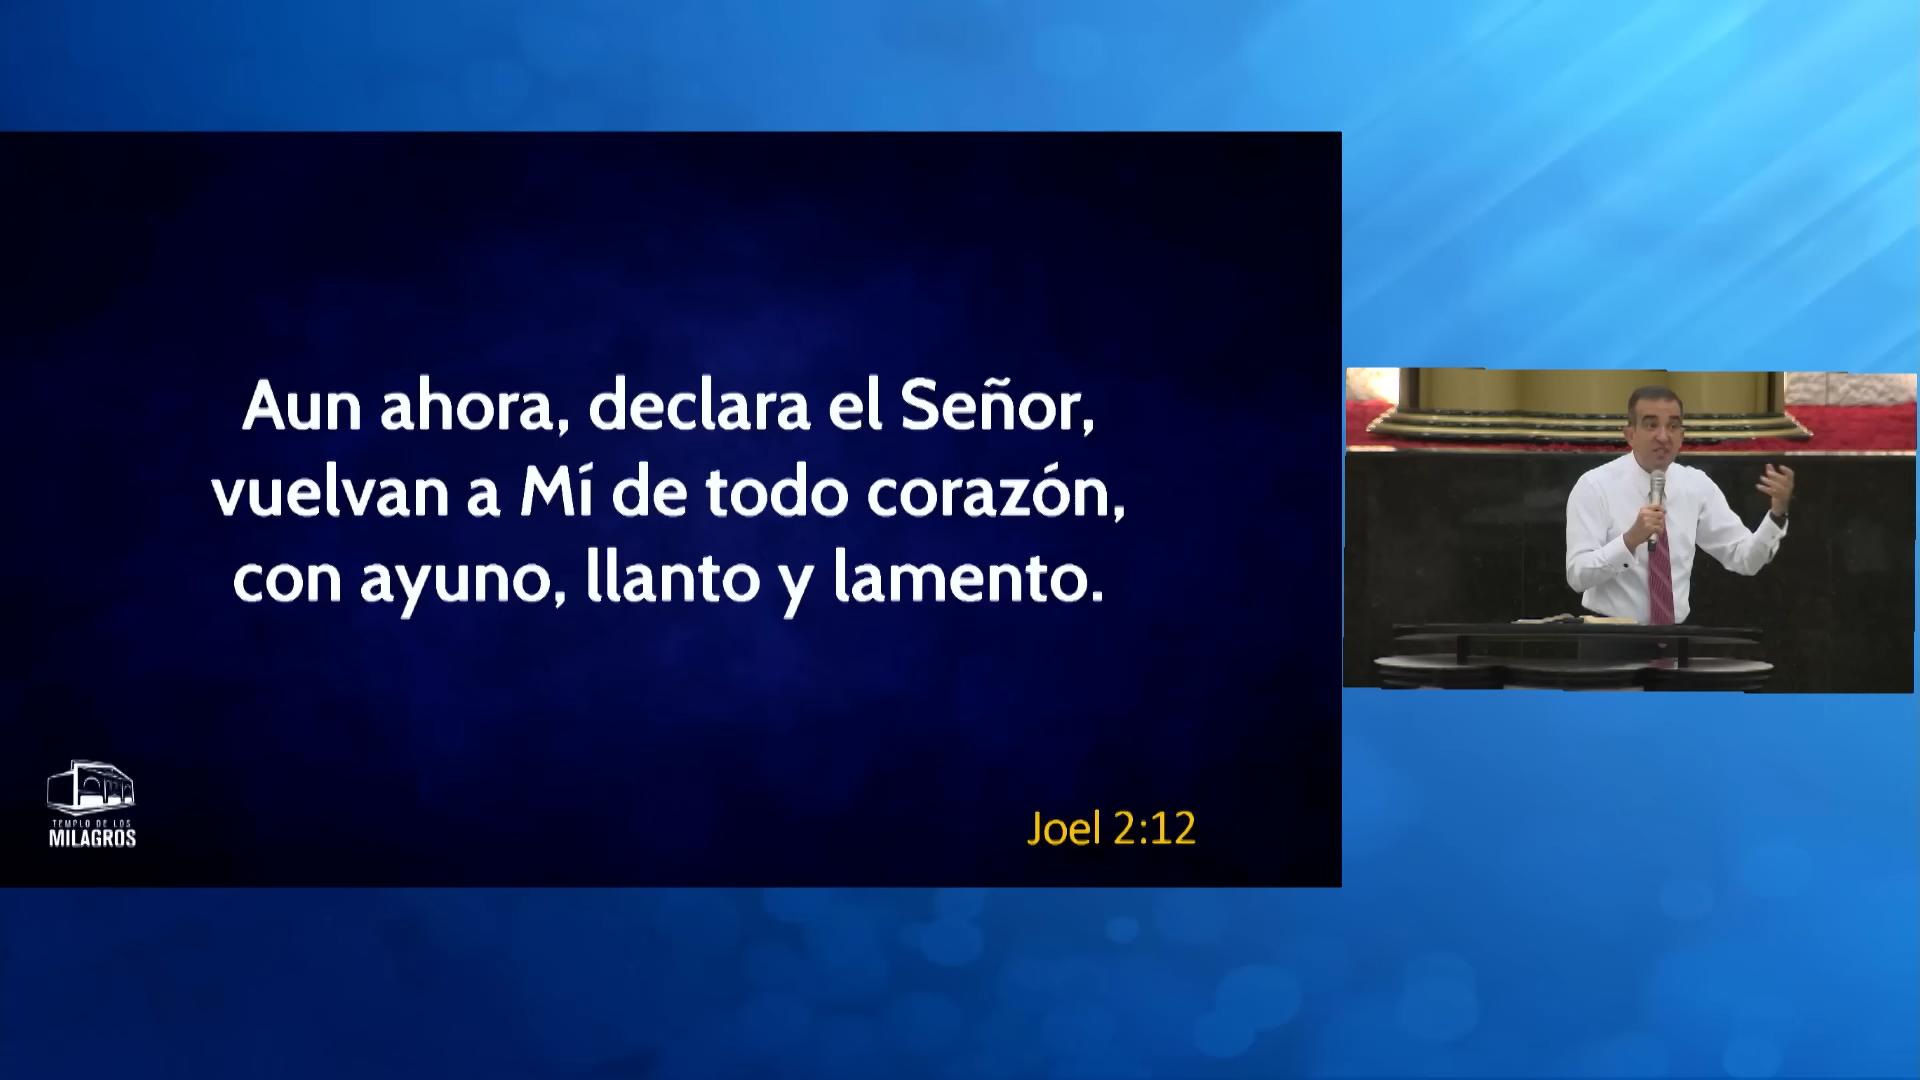 Aun ahora, declara el Señor,
vuelvan a Mí de todo corazón,
con ayuno, llanto y lamento.
Joel 2:12
TEMPLO DE LOS
MILAGROS